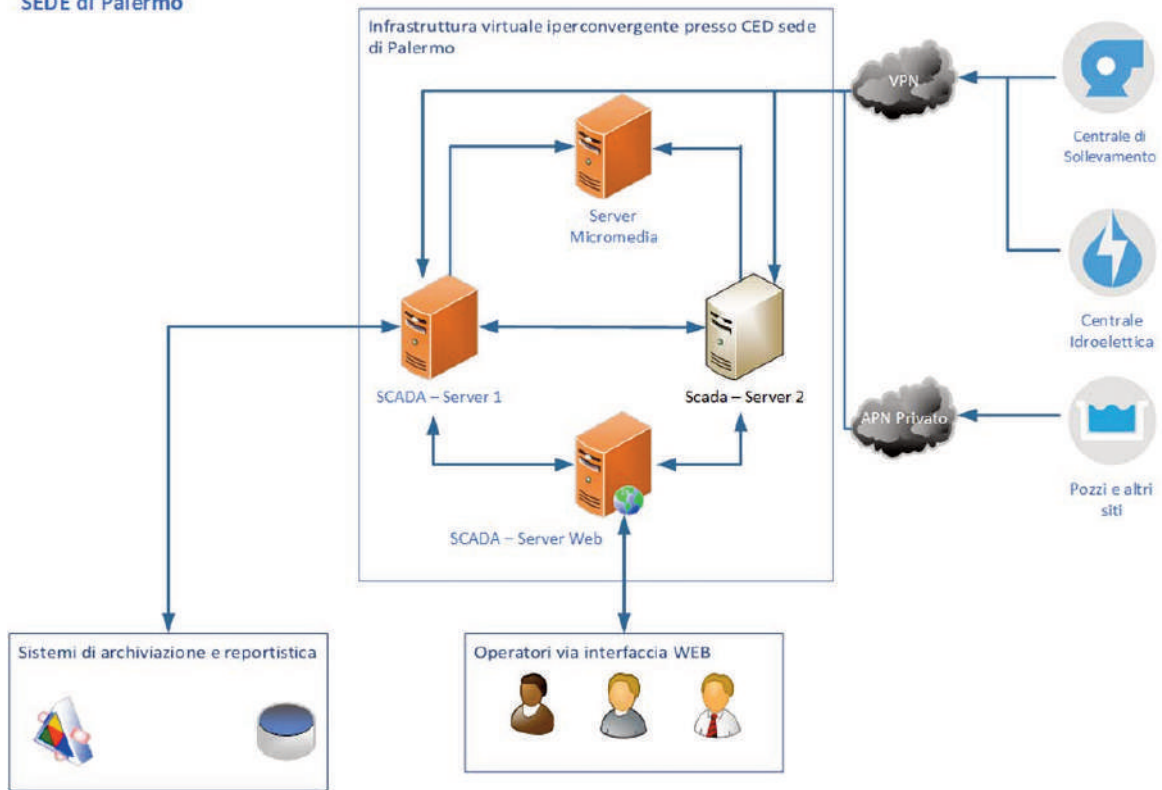 SEDE di Palermo
Infrastruttura virtuale iperconvergente presso CED sede
di Palermo
VPN
Centrale di
Sollevamento
Server
Micromedia
Centrale
Idroelettica
SCADA – Server 1
Scada – Server 2
APN Privato
Pozzi e altri
siti
SCADA – Server Web
Sistemi di archiviazione e reportistica
Operatori via interfaccia WEB